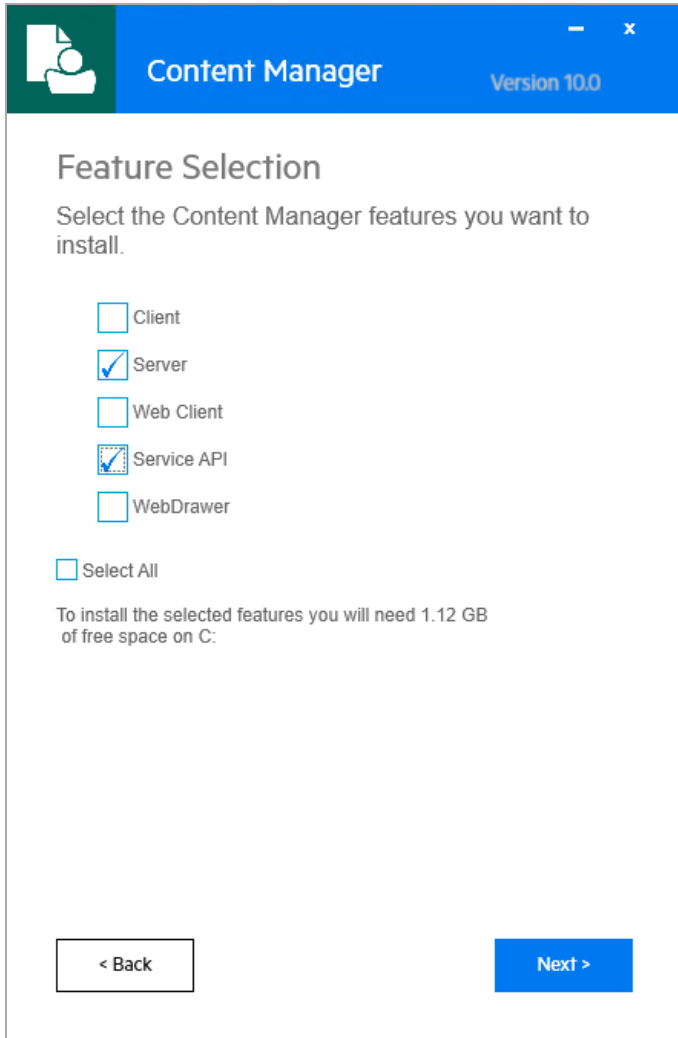 Content Manager
Version 10.0
Feature Selection
Select the Content Manager features you want to
install.
Client
Server
Web Client
Service API
WebDrawer
Select All
To install the selected features you will need 1.12 GB
of free space on C:
< Back
Next >